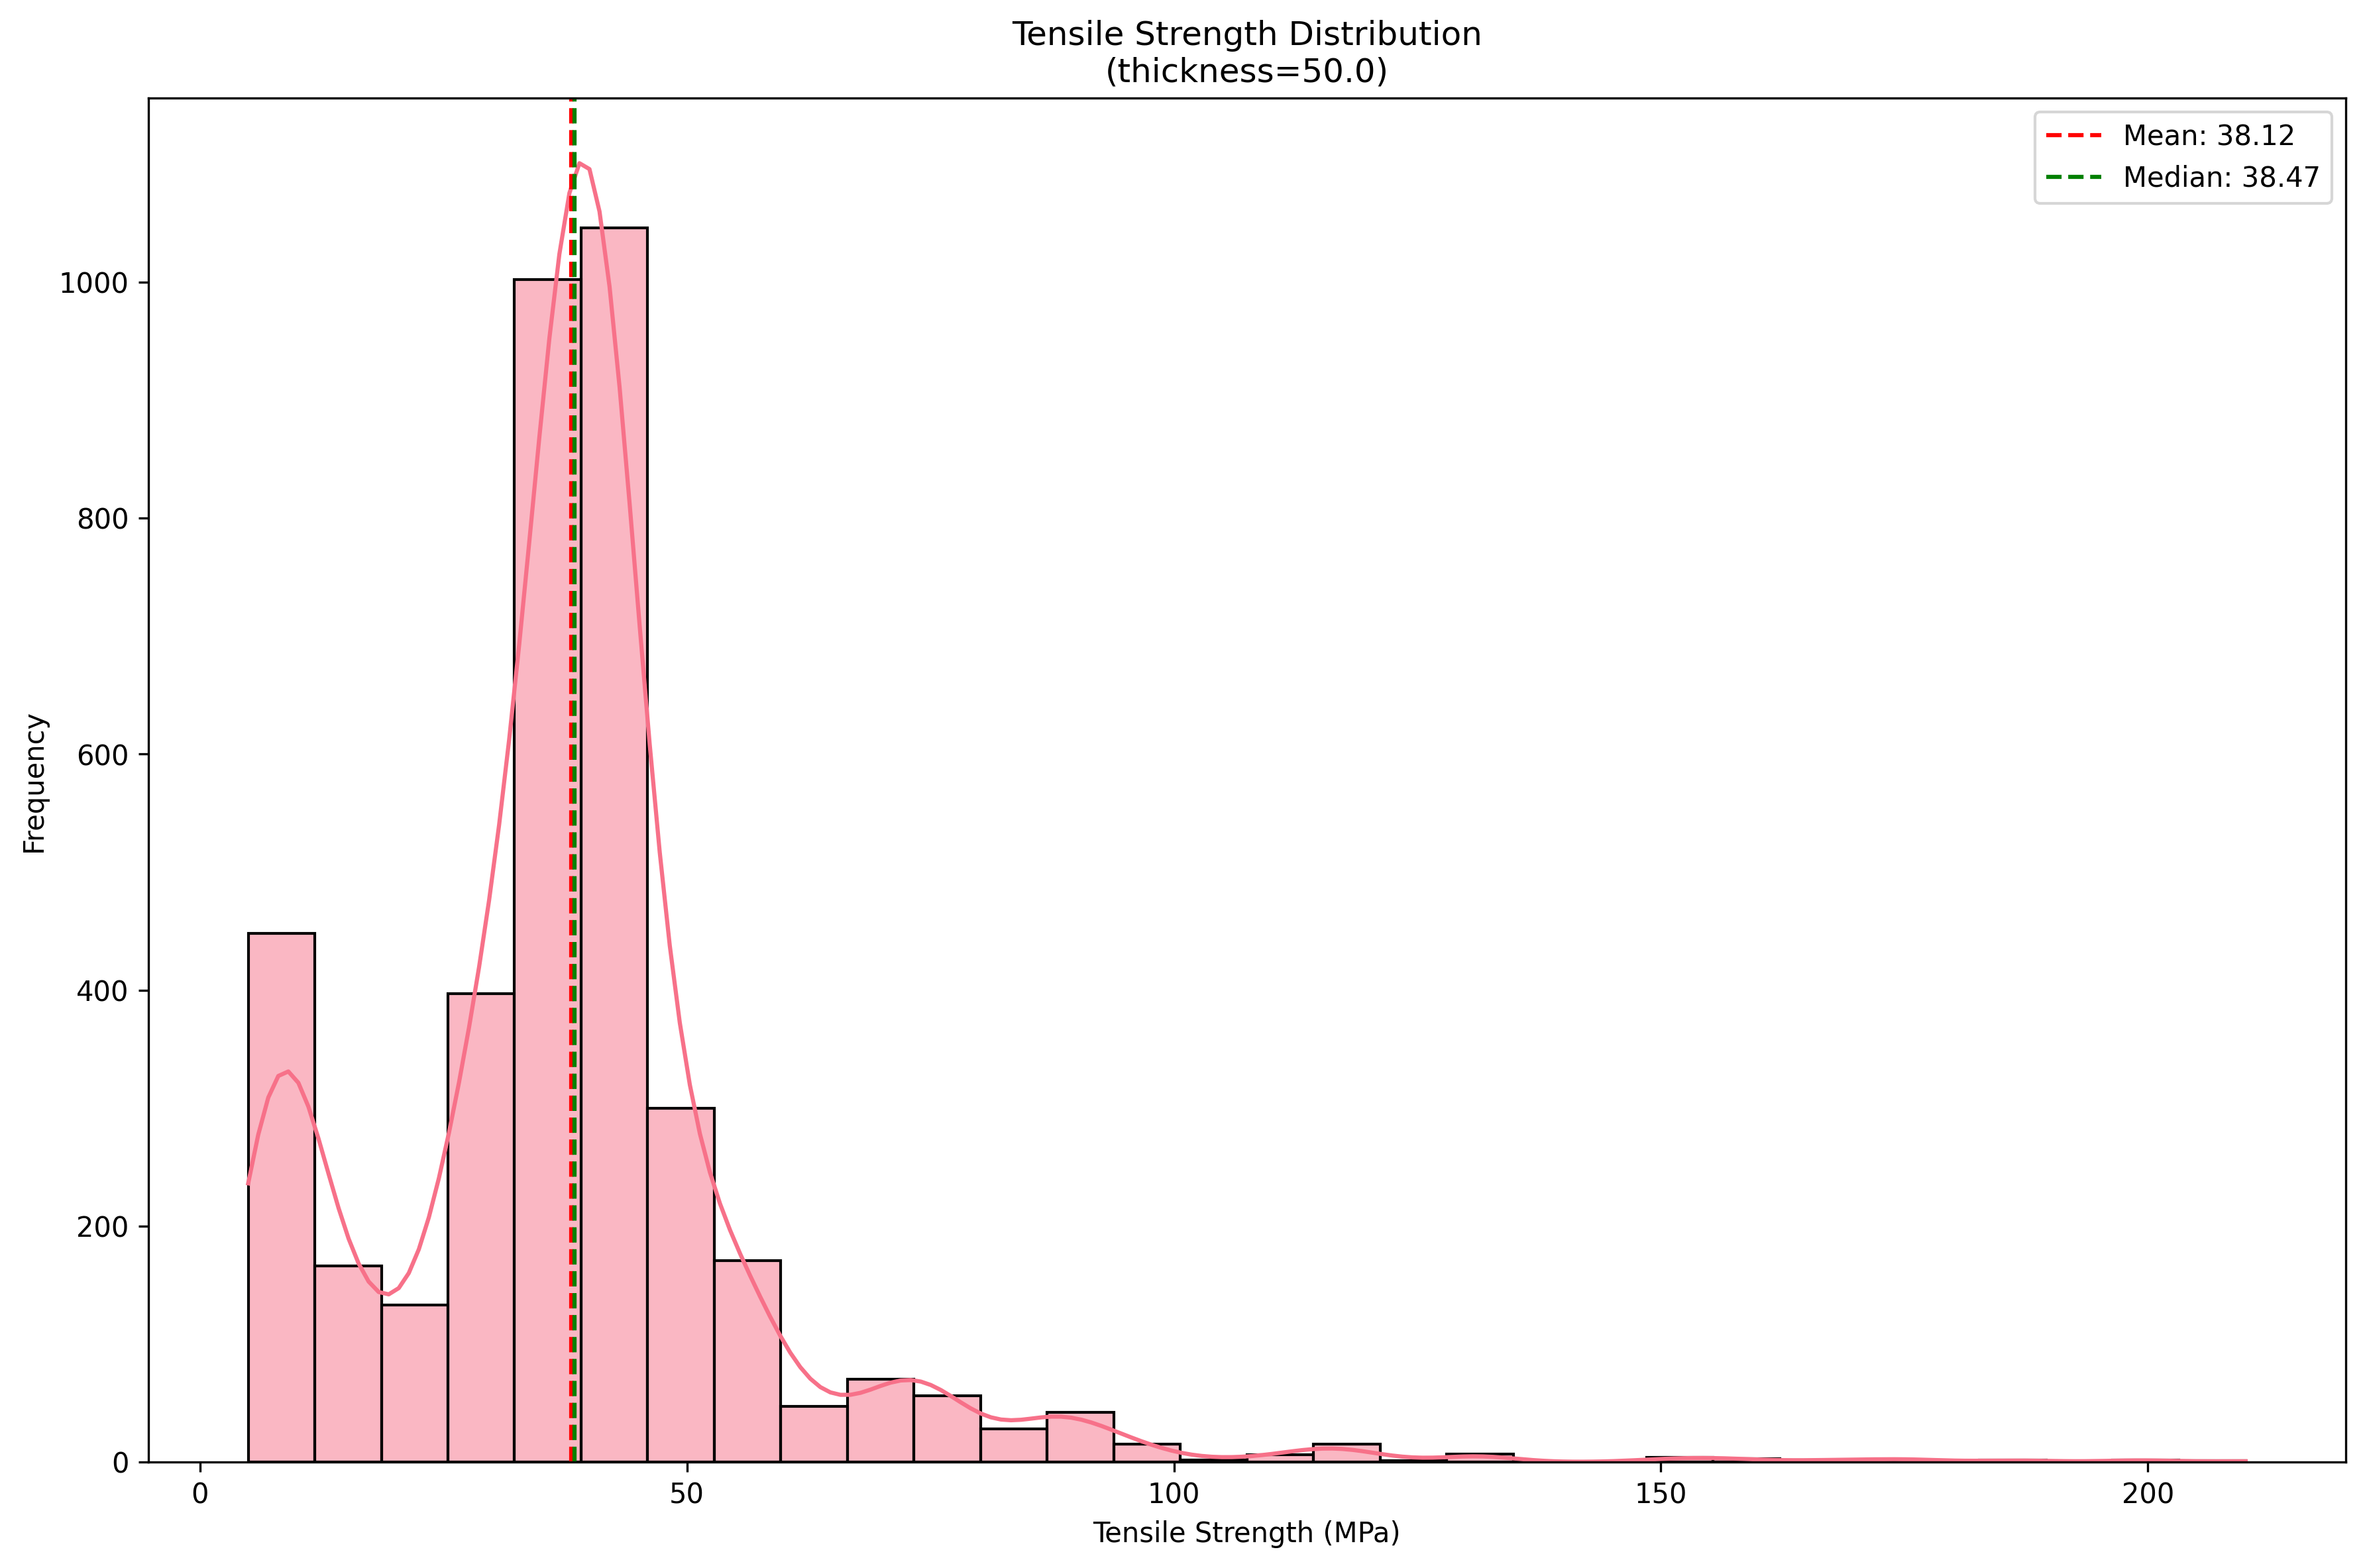 Tensile Strength Distribution
(thickness=50.0)
Mean: 38.12
Median: 38.47
Frequency
1000
800
600
400
200
0
0 50 100 150 200
Tensile Strength (MPa)